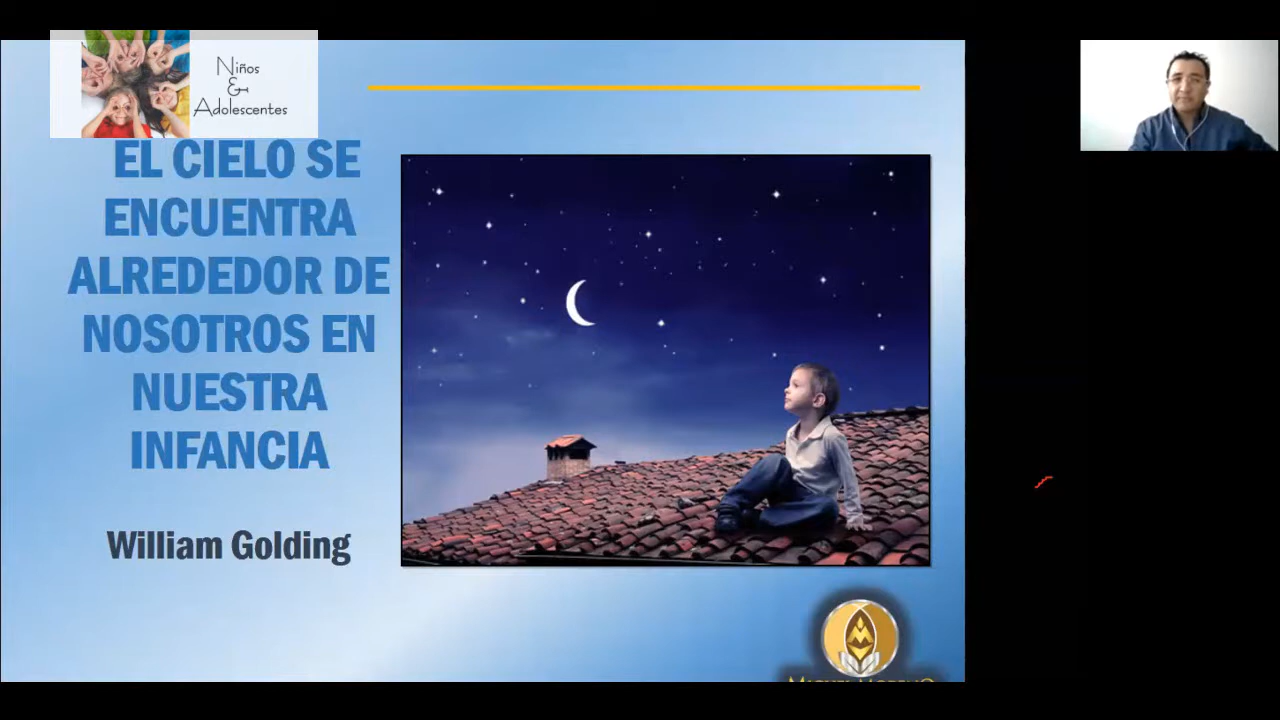 Niños
&
Adolescentes
EL CIELO SE
ENCUENTRA
ALREDEDOR DE
NOSOTROS EN
NUESTRA
INFANCIA
William Golding